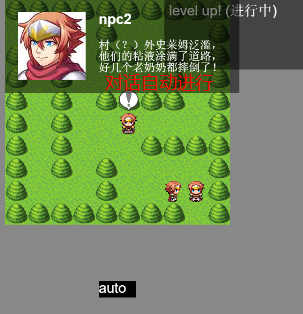 level up! (进行中)
npc2
村（？）外史莱姆泛滥，
他们的粘液涂满了道路，
好几个老奶奶都摔倒了！
对话自动进行
auto